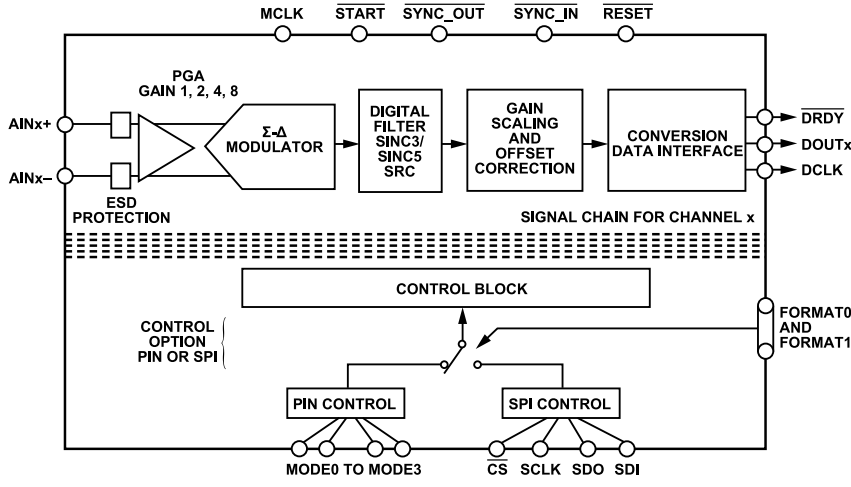 MCLK START SYNC_OUT SYNC_IN RESET
PGA
GAIN 1, 2, 4, 8
AINx+
AINx–
ESD
PROTECTION
Σ-Δ
MODULATOR
DIGITAL
FILTER
SINC3/
SINC5
SRC
GAIN
SCALING
AND
OFFSET
CORRECTION
CONVERSION
DATA INTERFACE
DRDY
DOUTx
DCLK
SIGNAL CHAIN FOR CHANNEL x
CONTROL BLOCK
CONTROL
OPTION
PIN OR SPI
FORMAT0
AND
FORMAT1
PIN CONTROL
SPI CONTROL
MODE0 TO MODE3
CS SCLK SDO SDI